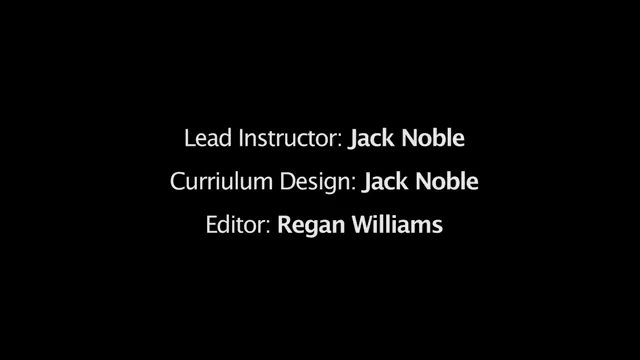 Lead Instructor: Jack Noble
Curriulum Design: Jack Noble
Editor: Regan Williams